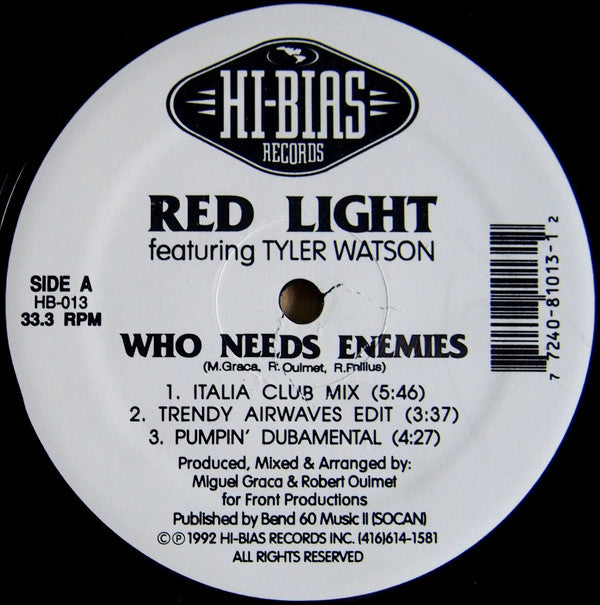 HI-BIAS
RECORDS
RED LIGHT
featuring TYLER WATSON
SIDE A
HB-013
33.3 RPM
7 7240-81013-1 2
WHO NEEDS ENEMIES
(M.Graca, R. Ouimet, R.
1. ITALIA CLUB MIX (5:46)
2. TRENDY AIRWAVES EDIT (3:37)
3. PUMPIN' DUBAMENTAL (4:27)
Produced, Mixed & Arranged by:
Miguel Graca & Robert Ouimet
for Front Productions
Published by Bend 60 Music II (SOCAN)
©℗ 1992 HI-BIAS RECORDS INC. (416)614-1581
ALL RIGHTS RESERVED